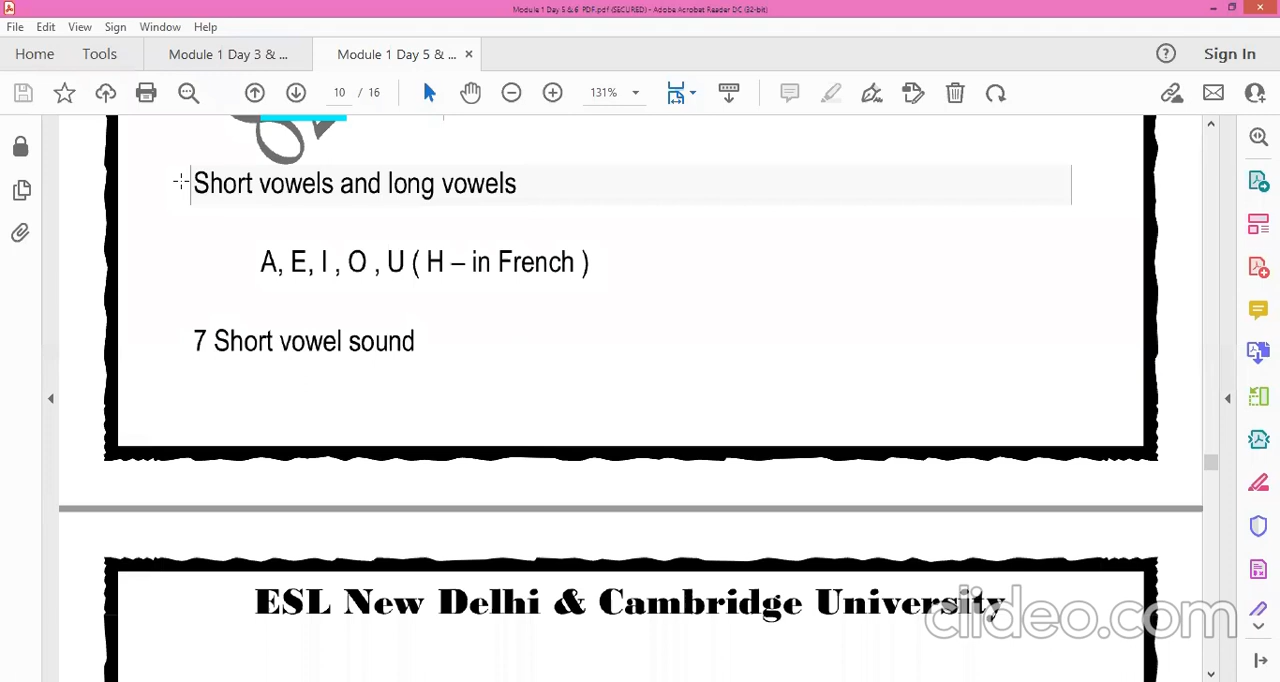 Module 1 Day 5 & 6 PDF.pdf (SECURED) - Adobe Acrobat Reader DC (32-bit)
File Edit View Sign Window Help
Home Tools Module 1 Day 3 & ... Module 1 Day 5 & ... × Sign In
10 / 16 131%
Short vowels and long vowels
A, E, I , O , U ( H – in French )
7 Short vowel sound
ESL New Delhi & Cambridge University
clideo.com